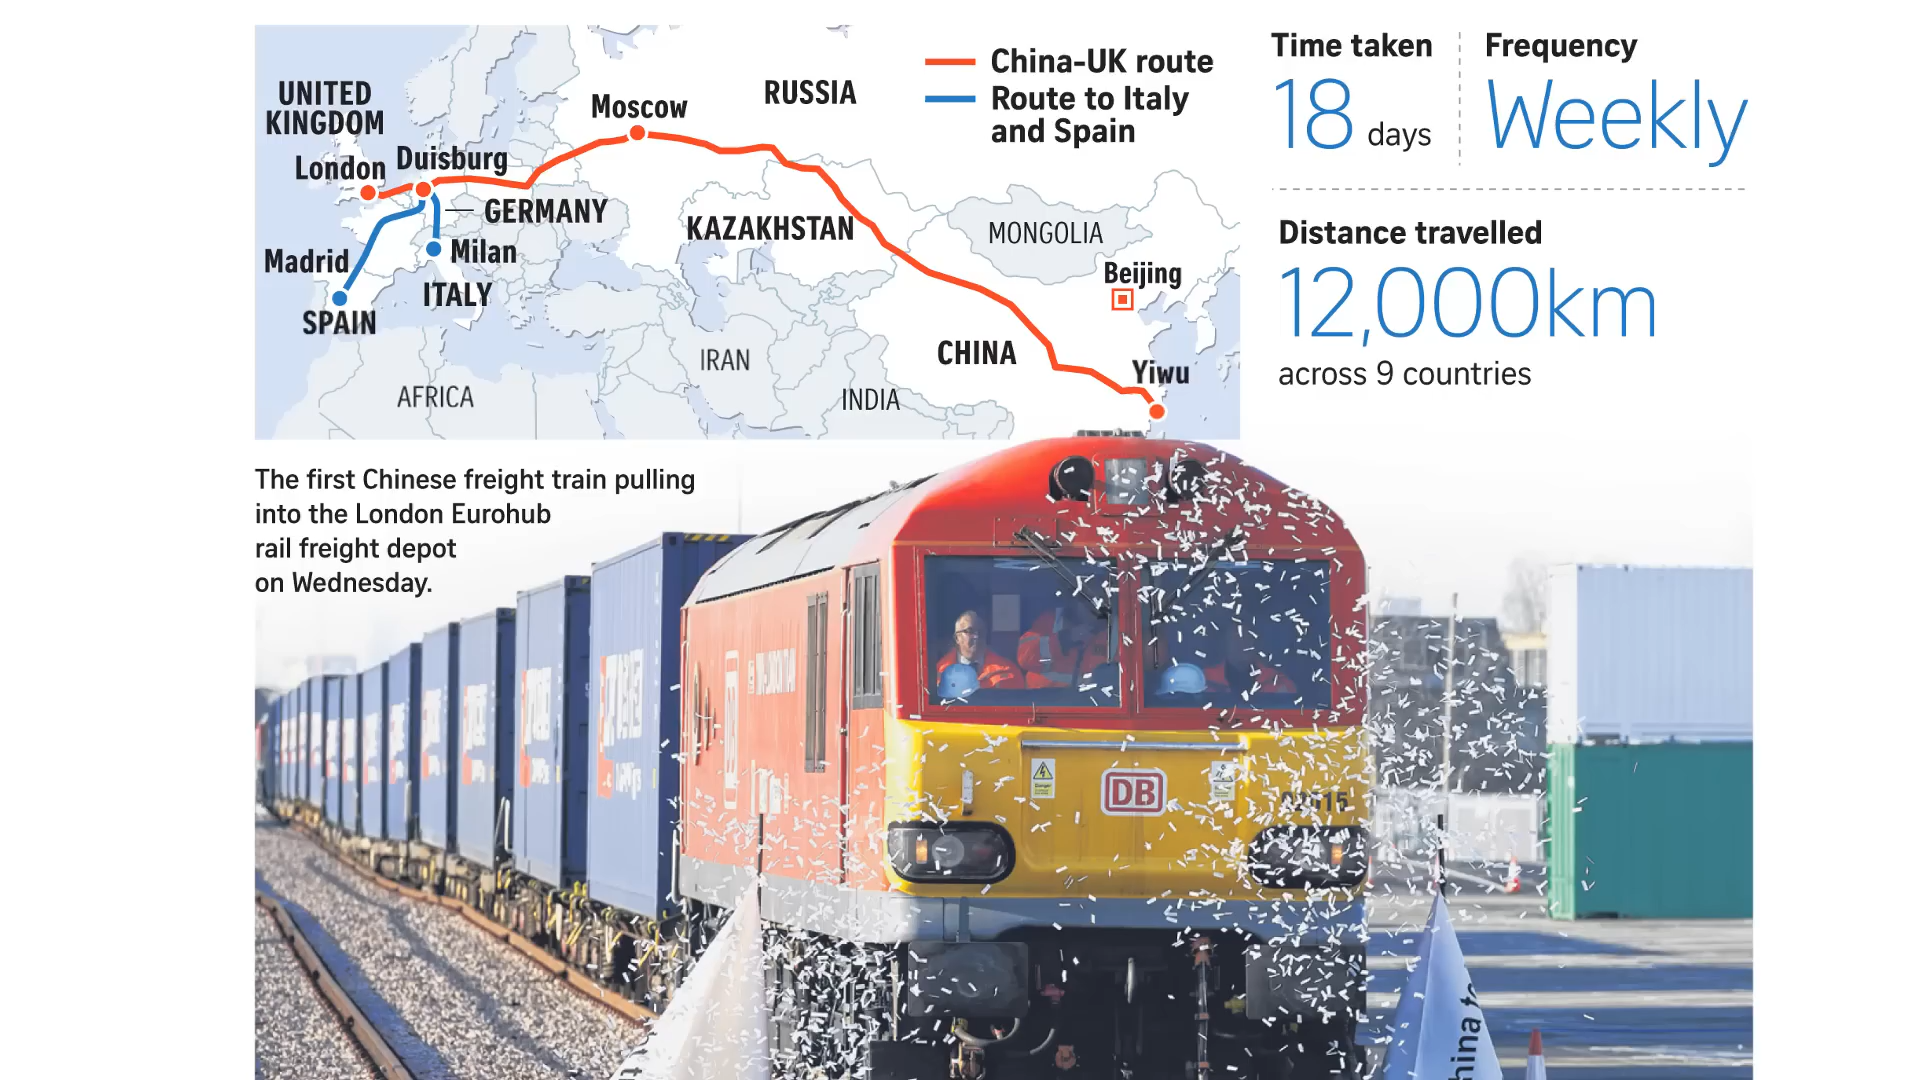 UNITED
KINGDOM
London
Duisburg
Moscow
RUSSIA
China-UK route
Route to Italy
and Spain
GERMANY
KAZAKHSTAN
MONGOLIA
Madrid
Milan
Beijing
ITALY
SPAIN
CHINA
IRAN
Yiwu
AFRICA
INDIA
Time taken
18 days
Frequency
Weekly
Distance travelled
12,000km
across 9 countries
The first Chinese freight train pulling
into the London Eurohub
rail freight depot
on Wednesday.
DB
DB